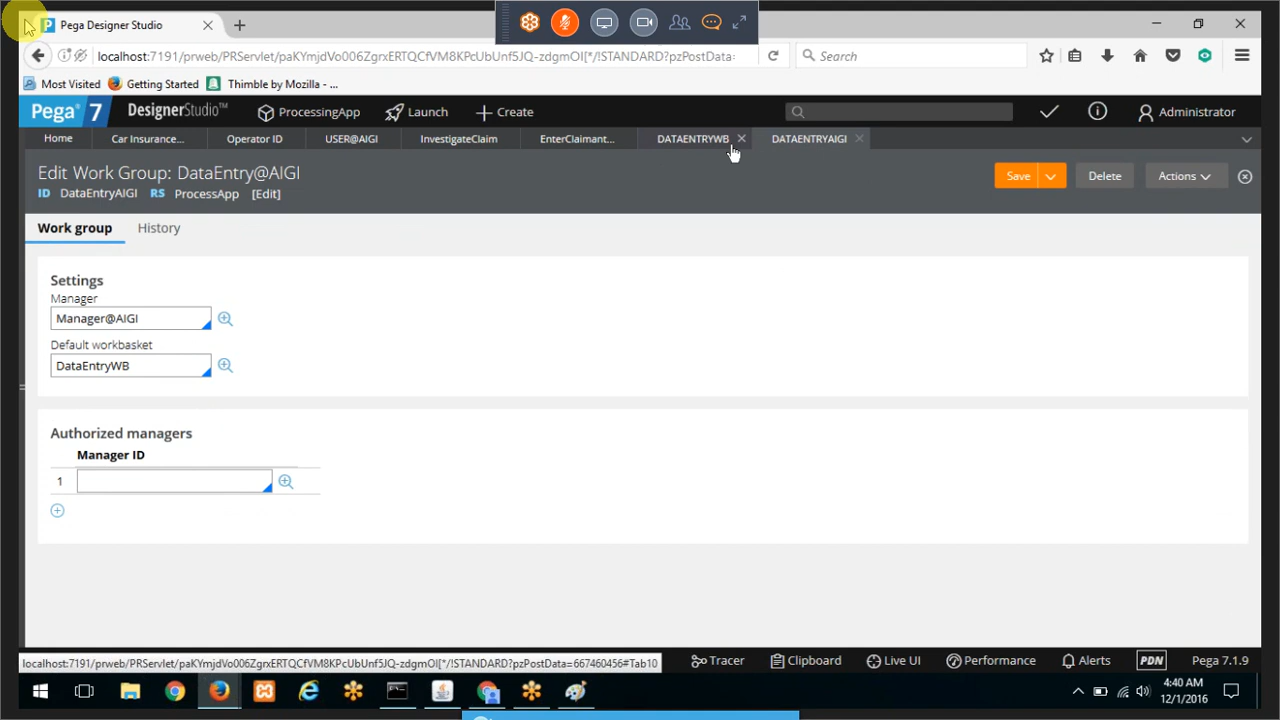 Pega Designer Studio
localhost:7191/prweb/PRServlet/paKYmjdVo006ZgrxERTQCfVM8KPcUbUnf5JQ-zdgmOI[*/!STANDARD?pzPostData=
Search
Most Visited
Getting Started
Thimble by Mozilla - ...
Pega 7
DesignerStudio™
ProcessingApp
Launch
Create
Administrator
Home
Car Insurance...
Operator ID
USER@AIGI
InvestigateClaim
EnterClaimant...
DATAENTRYWB
DATAENTRYAIGI
Edit Work Group: DataEntry@AIGI
ID DataEntryAIGI RS ProcessApp [Edit]
Save
Delete
Actions
Work group
History
Settings
Manager
Manager@AIGI
Default workbasket
DataEntryWB
Authorized managers
Manager ID
1
localhost:7191/prweb/PRServlet/paKYmjdVo006ZgrxERTQCfVM8KPcUbUnf5JQ-zdgmOI[*/!STANDARD?pzPostData=667460456#Tab10
Tracer
Clipboard
Live UI
Performance
Alerts
PDN
Pega 7.1.9
4:40 AM
12/1/2016